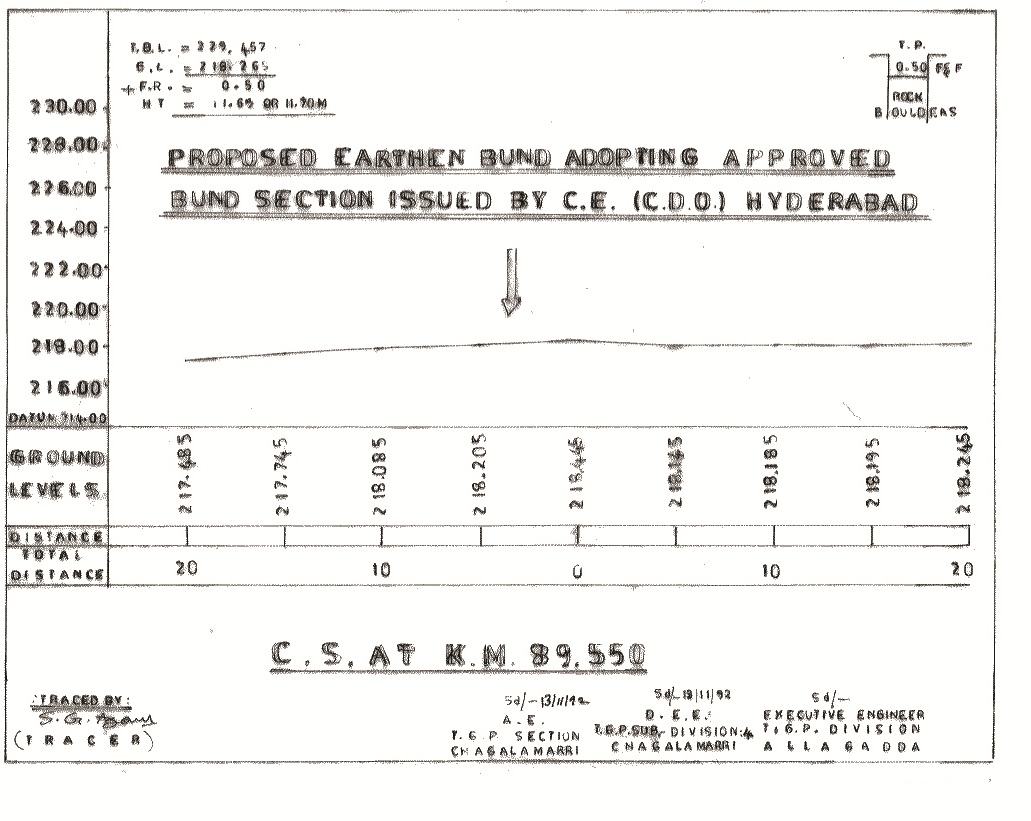 T.B.L. = 229.457
G.L. = 218.265
+ F.R. = 0.50
HT = 11.69 OR 11.70M
T.P.
0.50 F&F
ROCK
BOULDERS
230.00
228.00
226.00
224.00
222.00
220.00
218.00
216.00
DATUM 214.00
PROPOSED EARTHEN BUND ADOPTING APPROVED
BUND SECTION ISSUED BY C.E. (C.D.O.) HYDERABAD
GROUND
LEVELS
217.485 217.745 218.085 218.205 218.445 218.145 218.185 218.195 218.245
DISTANCE
TOTAL
DISTANCE
20 10 0 10 20
C.S. AT K.M. 89.550
:TRACED BY:
S.G.
(TRACER)
Sd/-13/11/92
A.E.
T.G.P. SECTION
CHAGALAMARRI
Sd/-13/11/92
D.E.E.
T.G.P.SUB, DIVISION:4
CHAGALAMARRI
Sd/-
EXECUTIVE ENGINEER
T.G.P. DIVISION
ALLAGADDA